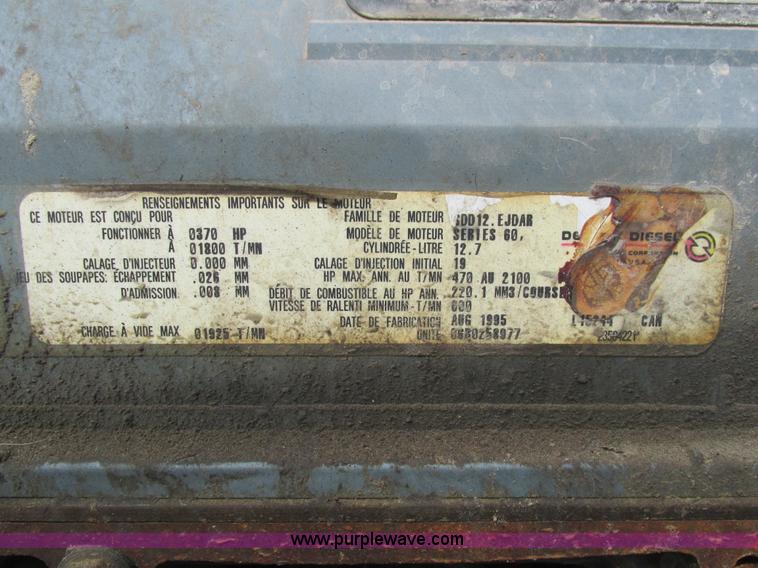 RENSEIGNEMENTS IMPORTANTS SUR LE MOTEUR
CE MOTEUR EST CONÇU POUR
FONCTIONNER À 0370 HP
À 01800 T/MN
CALAGE D'INJECTEUR 0.000 MM
JEU DES SOUPAPES: ÉCHAPPEMENT .026 MM
D'ADMISSION .008 MM
CHARGE À VIDE MAX 01925 T/MN
FAMILLE DE MOTEUR SDD12.EJDAR
MODÈLE DE MOTEUR SERIES 60,
CYLINDRÉE-LITRE 12.7
CALAGE D'INJECTION INITIAL 19
HP MAX. ANN. AU T/MN 470 AU 2100
DÉBIT DE COMBUSTIBLE AU HP ANN. 220.1 MM3/COURSE
VITESSE DE RALENTI MINIMUM-T/MN 600
DATE DE FABRICATION AUG 1995
UNITÉ
DE DIESEL
CORPORATION
U.S.A.
CAN
www.purplewave.com